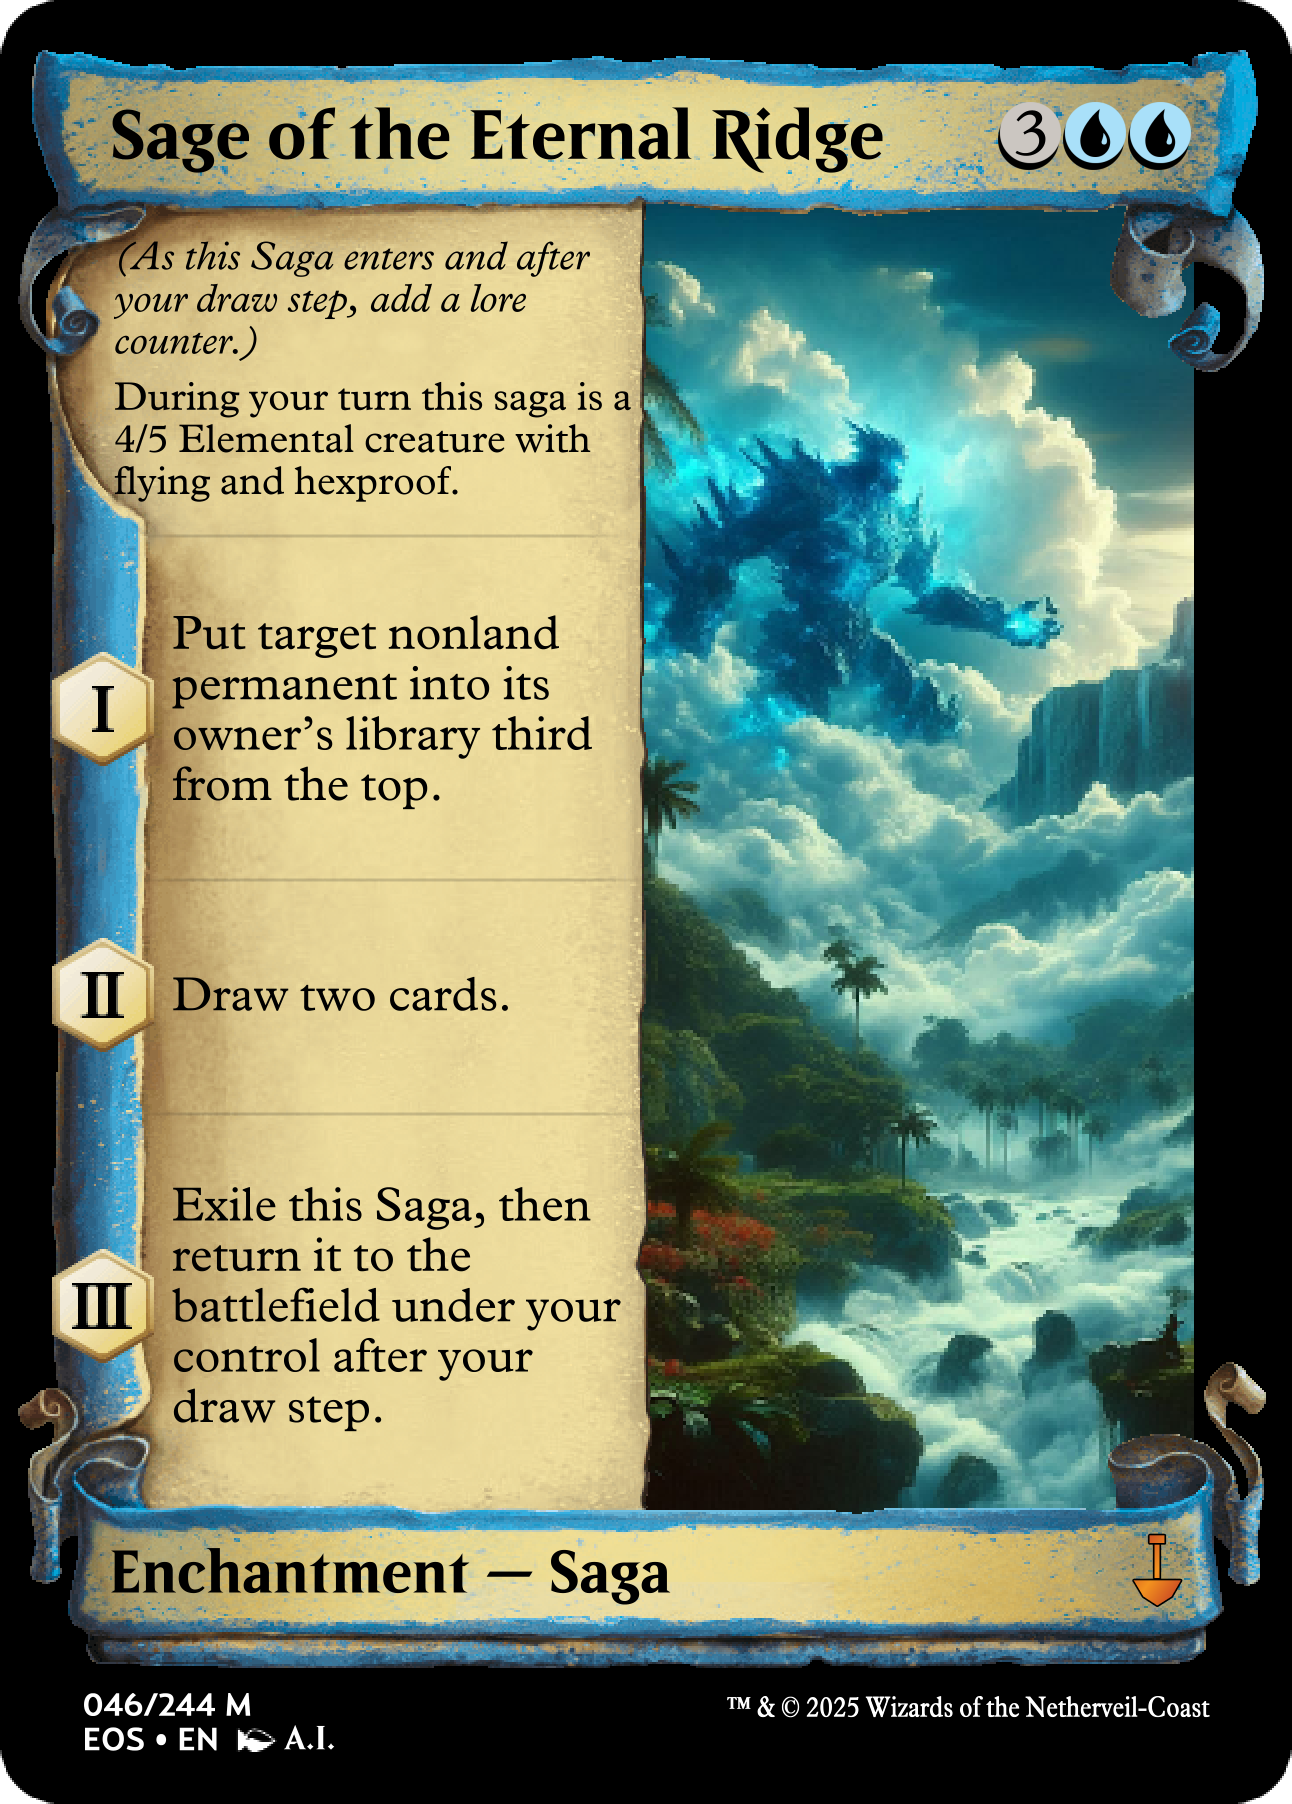 Sage of the Eternal Ridge 3
(As this Saga enters and after
your draw step, add a lore
counter.)
During your turn this saga is a
4/5 Elemental creature with
flying and hexproof.
I
Put target nonland
permanent into its
owner's library third
from the top.
II
Draw two cards.
III
Exile this Saga, then
return it to the
battlefield under your
control after your
draw step.
Enchantment — Saga
046/244 M
EOS • EN A.I.
™ & © 2025 Wizards of the Netherveil-Coast